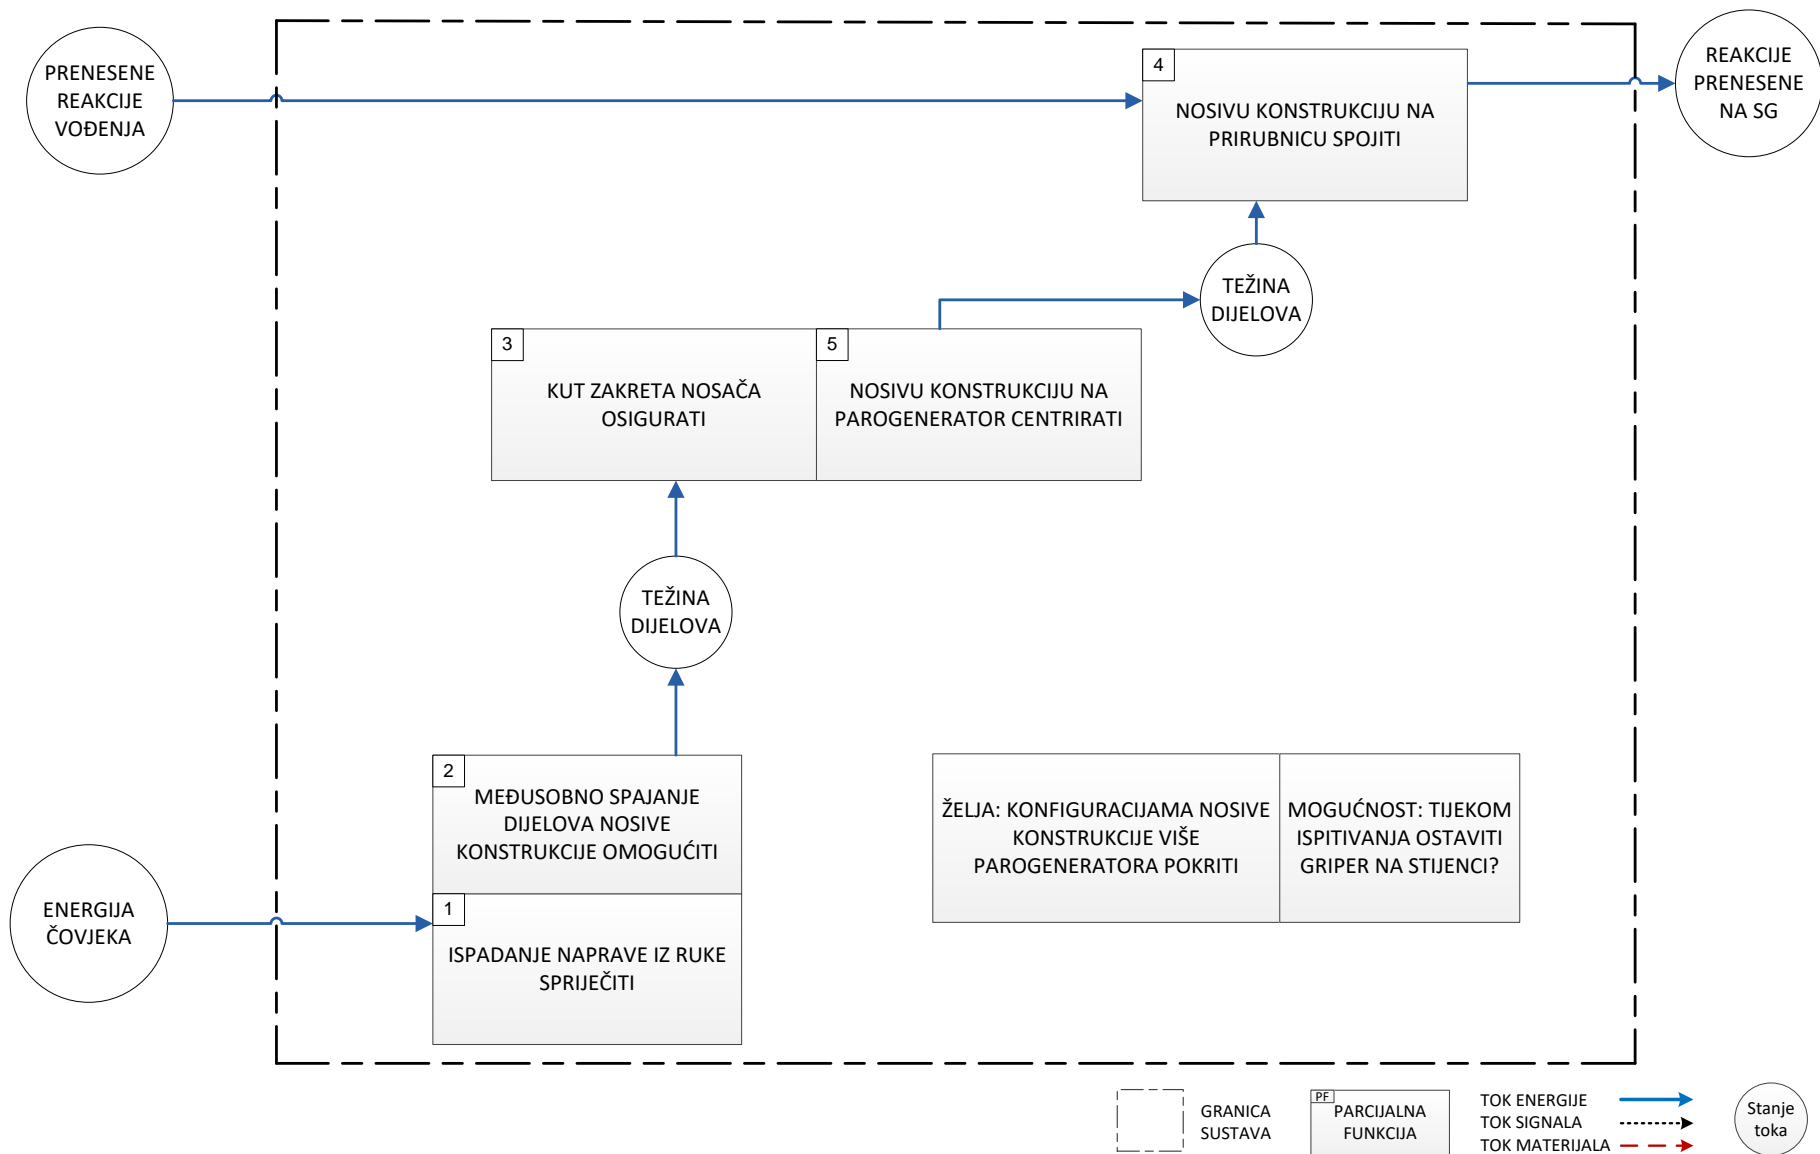 PRENESENE
REAKCIJE
VOĐENJA
4
NOSIVU KONSTRUKCIJU NA
PRIRUBNICU SPOJITI
REAKCIJE
PRENESENE
NA SG
TEŽINA
DIJELOVA
3
KUT ZAKRETA NOSAČA
OSIGURATI
5
NOSIVU KONSTRUKCIJU NA
PAROGENERATOR CENTRIRATI
TEŽINA
DIJELOVA
2
MEĐUSOBNO SPAJANJE
DIJELOVA NOSIVE
KONSTRUKCIJE OMOGUĆITI
1
ISPADANJE NAPRAVE IZ RUKE
SPRIJEČITI
ENERGIJA
ČOVJEKA
ŽELJA: KONFIGURACIJAMA NOSIVE
KONSTRUKCIJE VIŠE
PAROGENERATORA POKRITI
MOGUĆNOST: TIJEKOM
ISPITIVANJA OSTAVITI
GRIPER NA STIJENCI?
GRANICA
SUSTAVA
PF
PARCIJALNA
FUNKCIJA
TOK ENERGIJE
TOK SIGNALA
TOK MATERIJALA
Stanje
toka